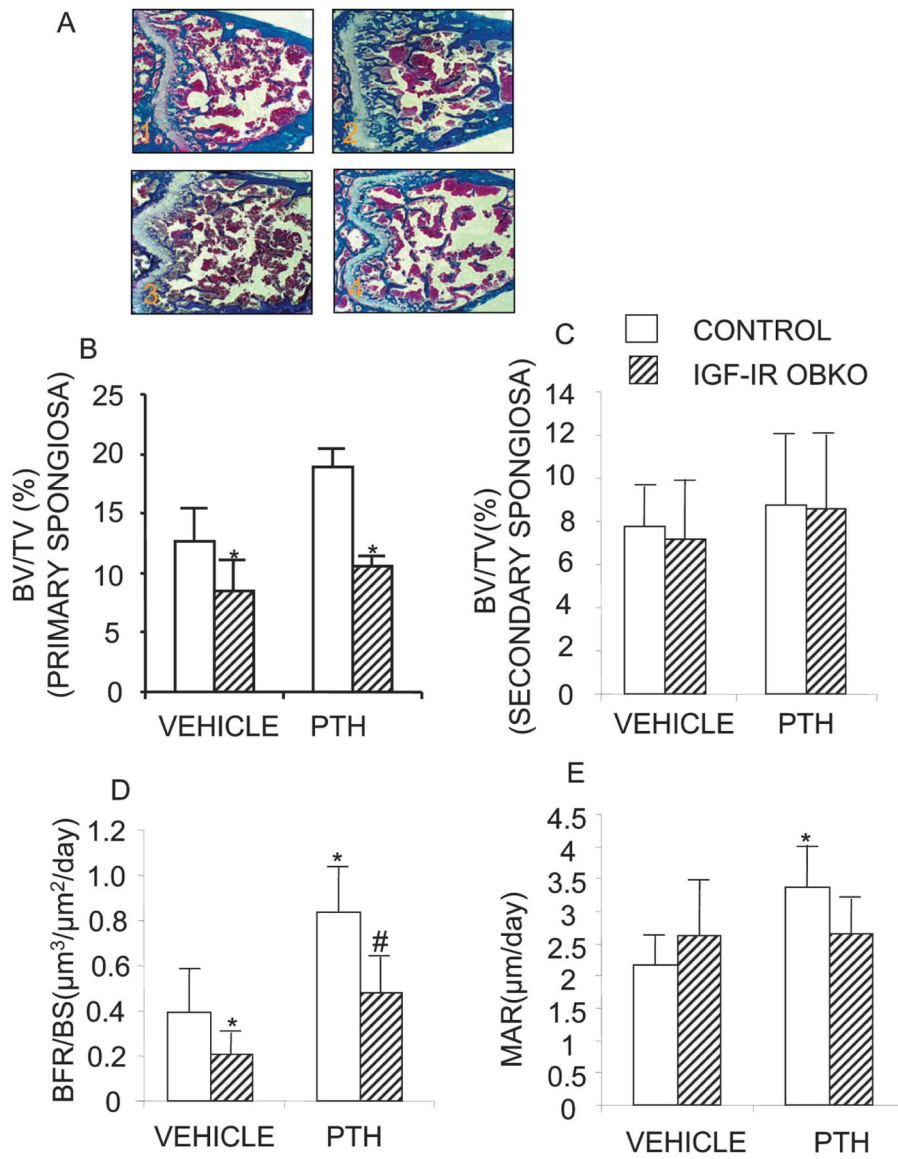 A
1
2
3
4
B
C
CONTROL
IGF-IR OBKO
BV/TV (%)
(PRIMARY SPONGIOSA)
25
20
15
10
5
0
*
*
VEHICLE
PTH
BV/TV(%)
(SECONDARY SPONGIOSA)
14
12
10
8
6
4
2
0
VEHICLE
PTH
D
BFR/BS(µm³/µm²/day)
1.2
1.0
0.8
0.6
0.4
0.2
0
*
*
#
VEHICLE
PTH
E
MAR(µm/day)
4.5
4
3.5
3
2.5
2
1.5
1
0.5
0
*
VEHICLE
PTH